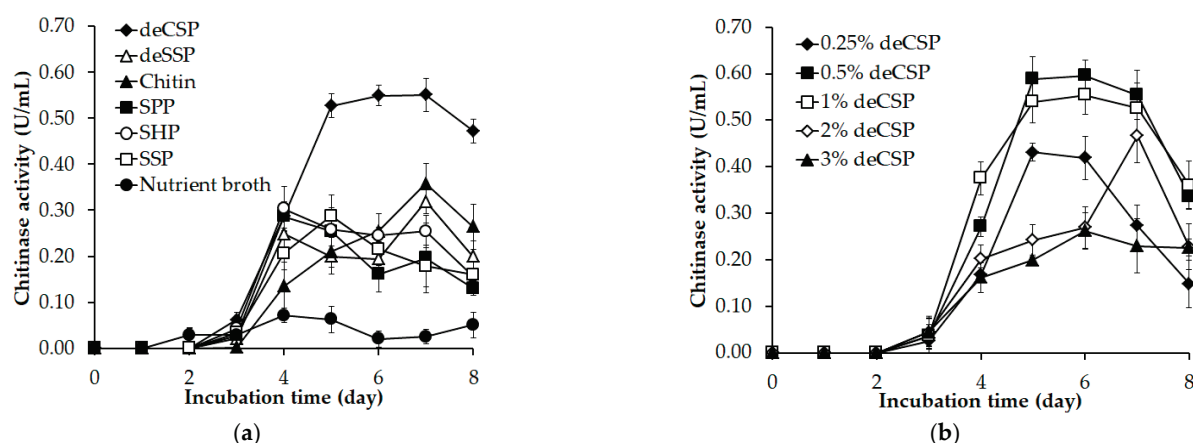 0.70
0.60
0.50
0.40
0.30
0.20
0.10
0.00
Chitinase activity (U/mL)
deCSP
deSSP
Chitin
SPP
SHP
SSP
Nutrient broth
0 2 4 6 8
Incubation time (day)
(a)
0.70
0.60
0.50
0.40
0.30
0.20
0.10
0.00
Chitinase activity (U/mL)
0.25% deCSP
0.5% deCSP
1% deCSP
2% deCSP
3% deCSP
0 2 4 6 8
Incubation time (day)
(b)